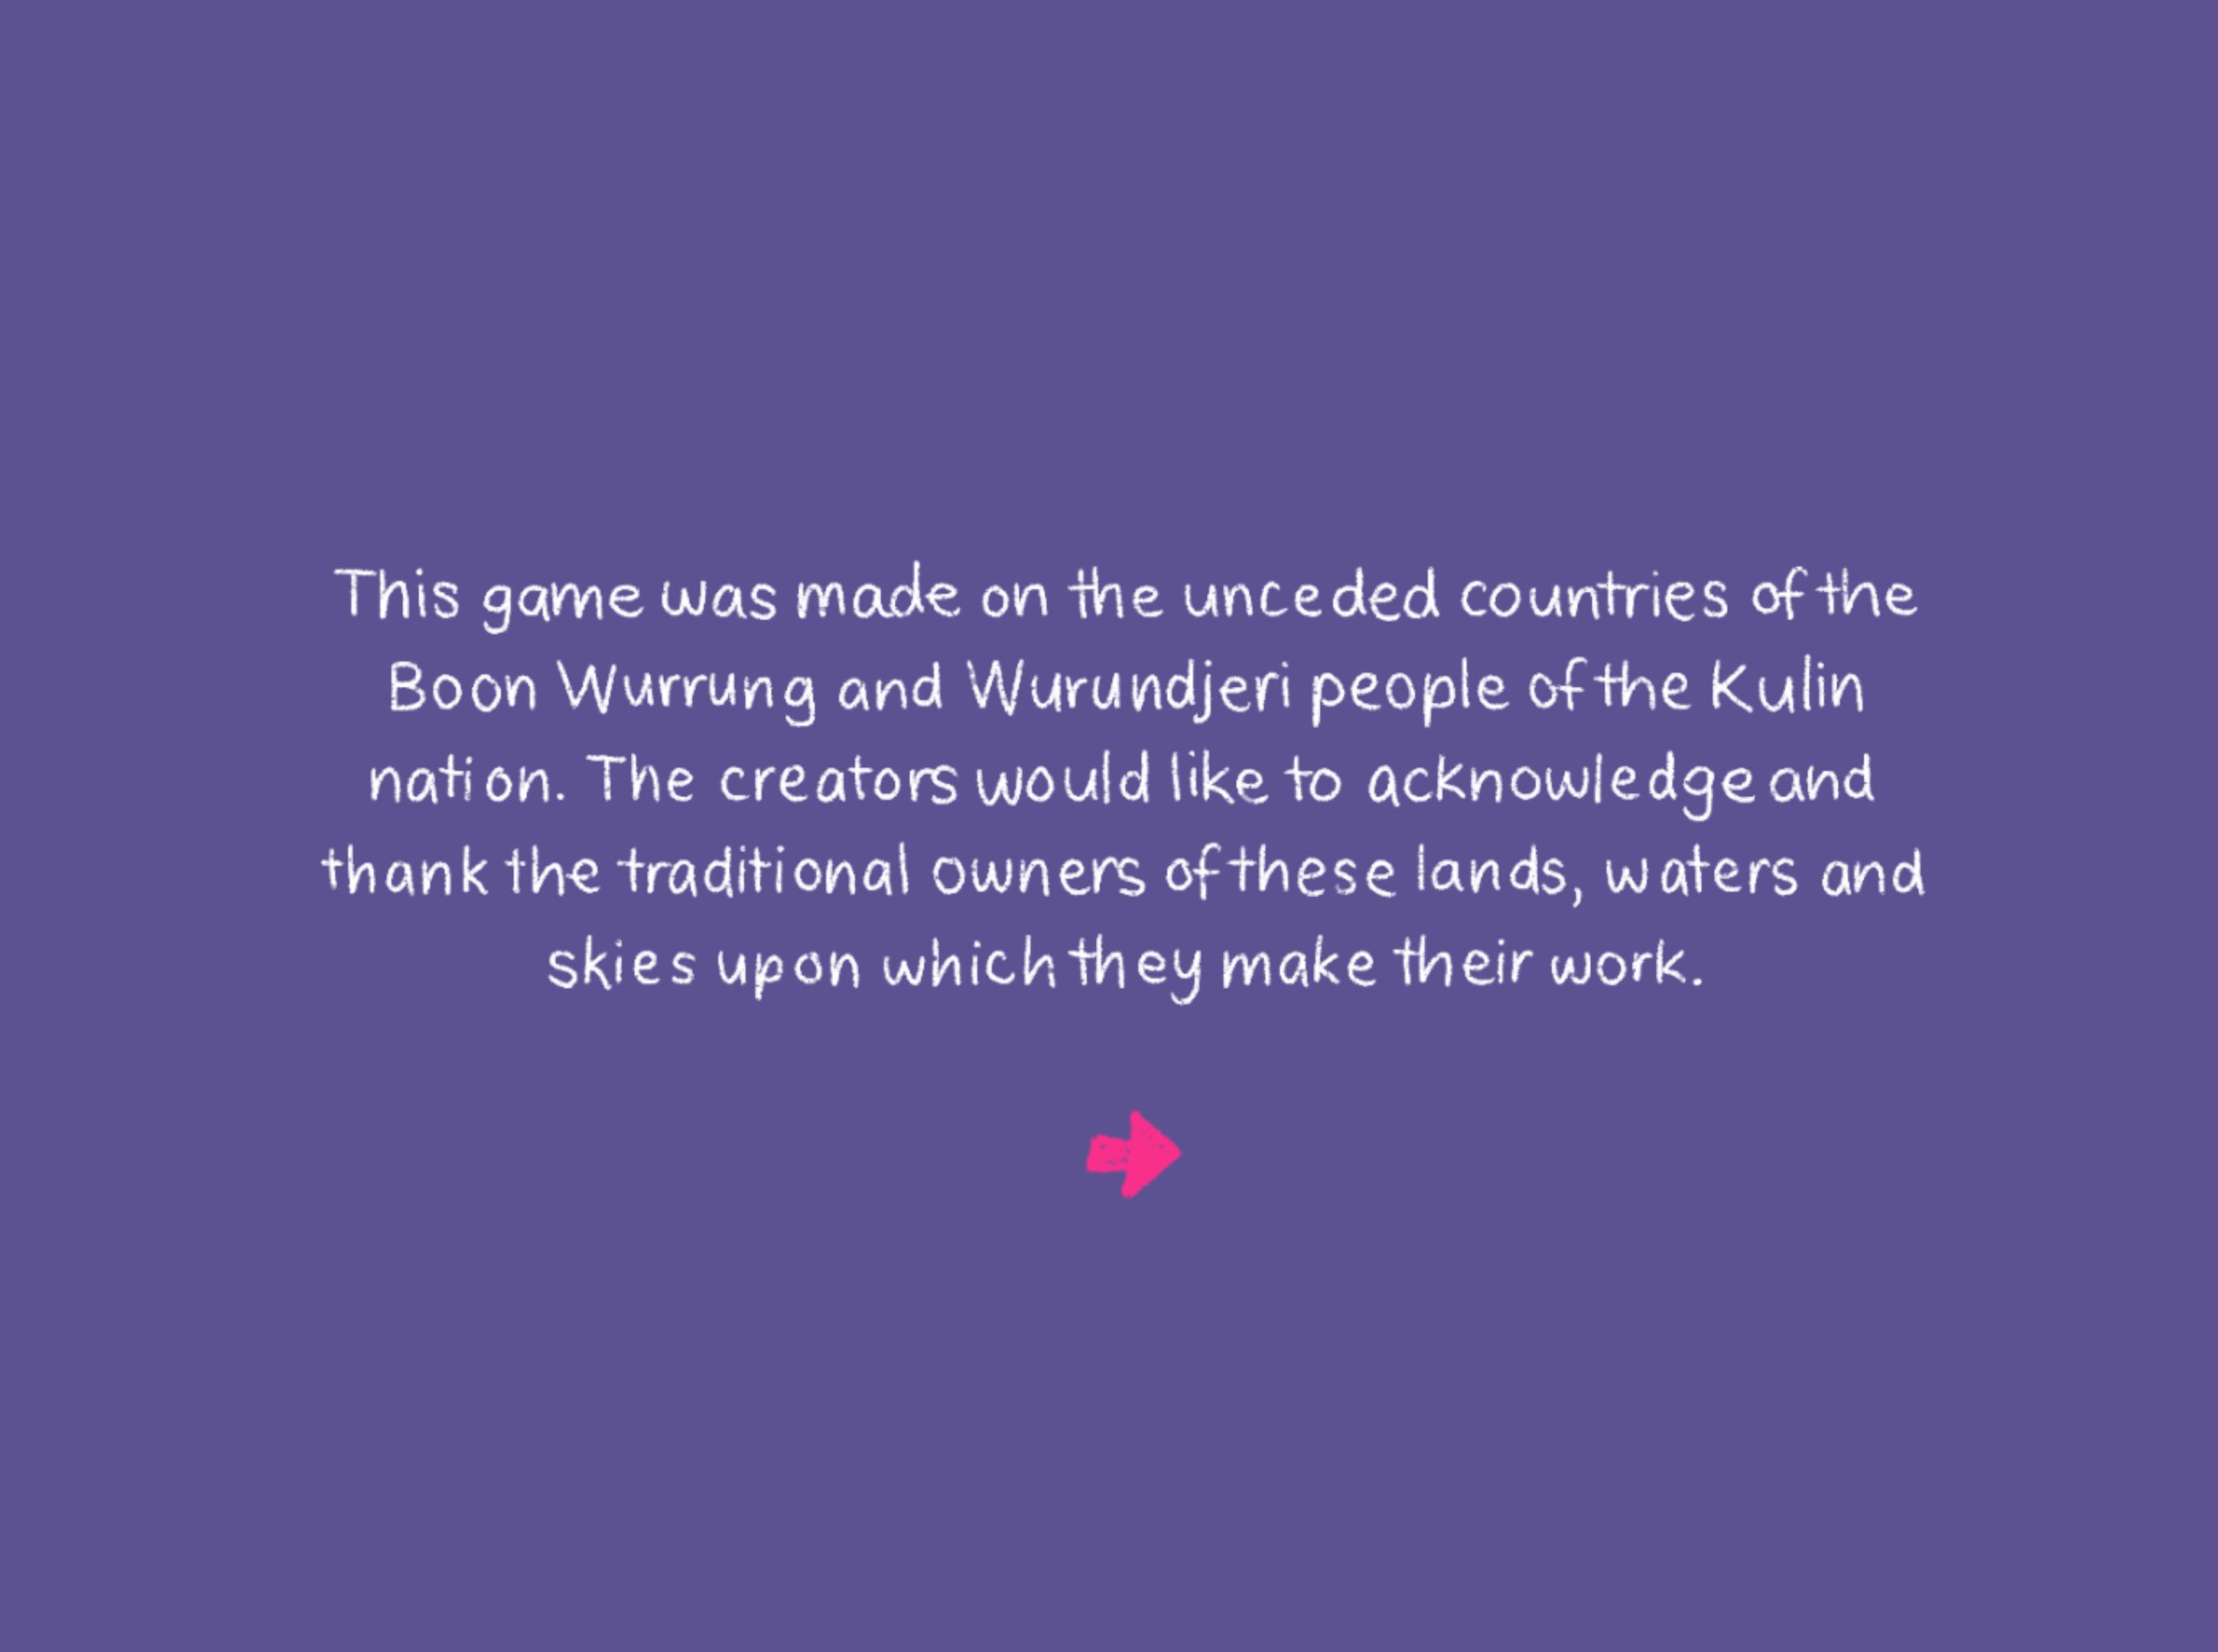 This game was made on the unceded countries of the
Boon Wurrung and Wurundjeri people of the Kulin
nation. The creators would like to acknowledge and
thank the traditional owners of these lands, waters and
skies upon which they make their work.